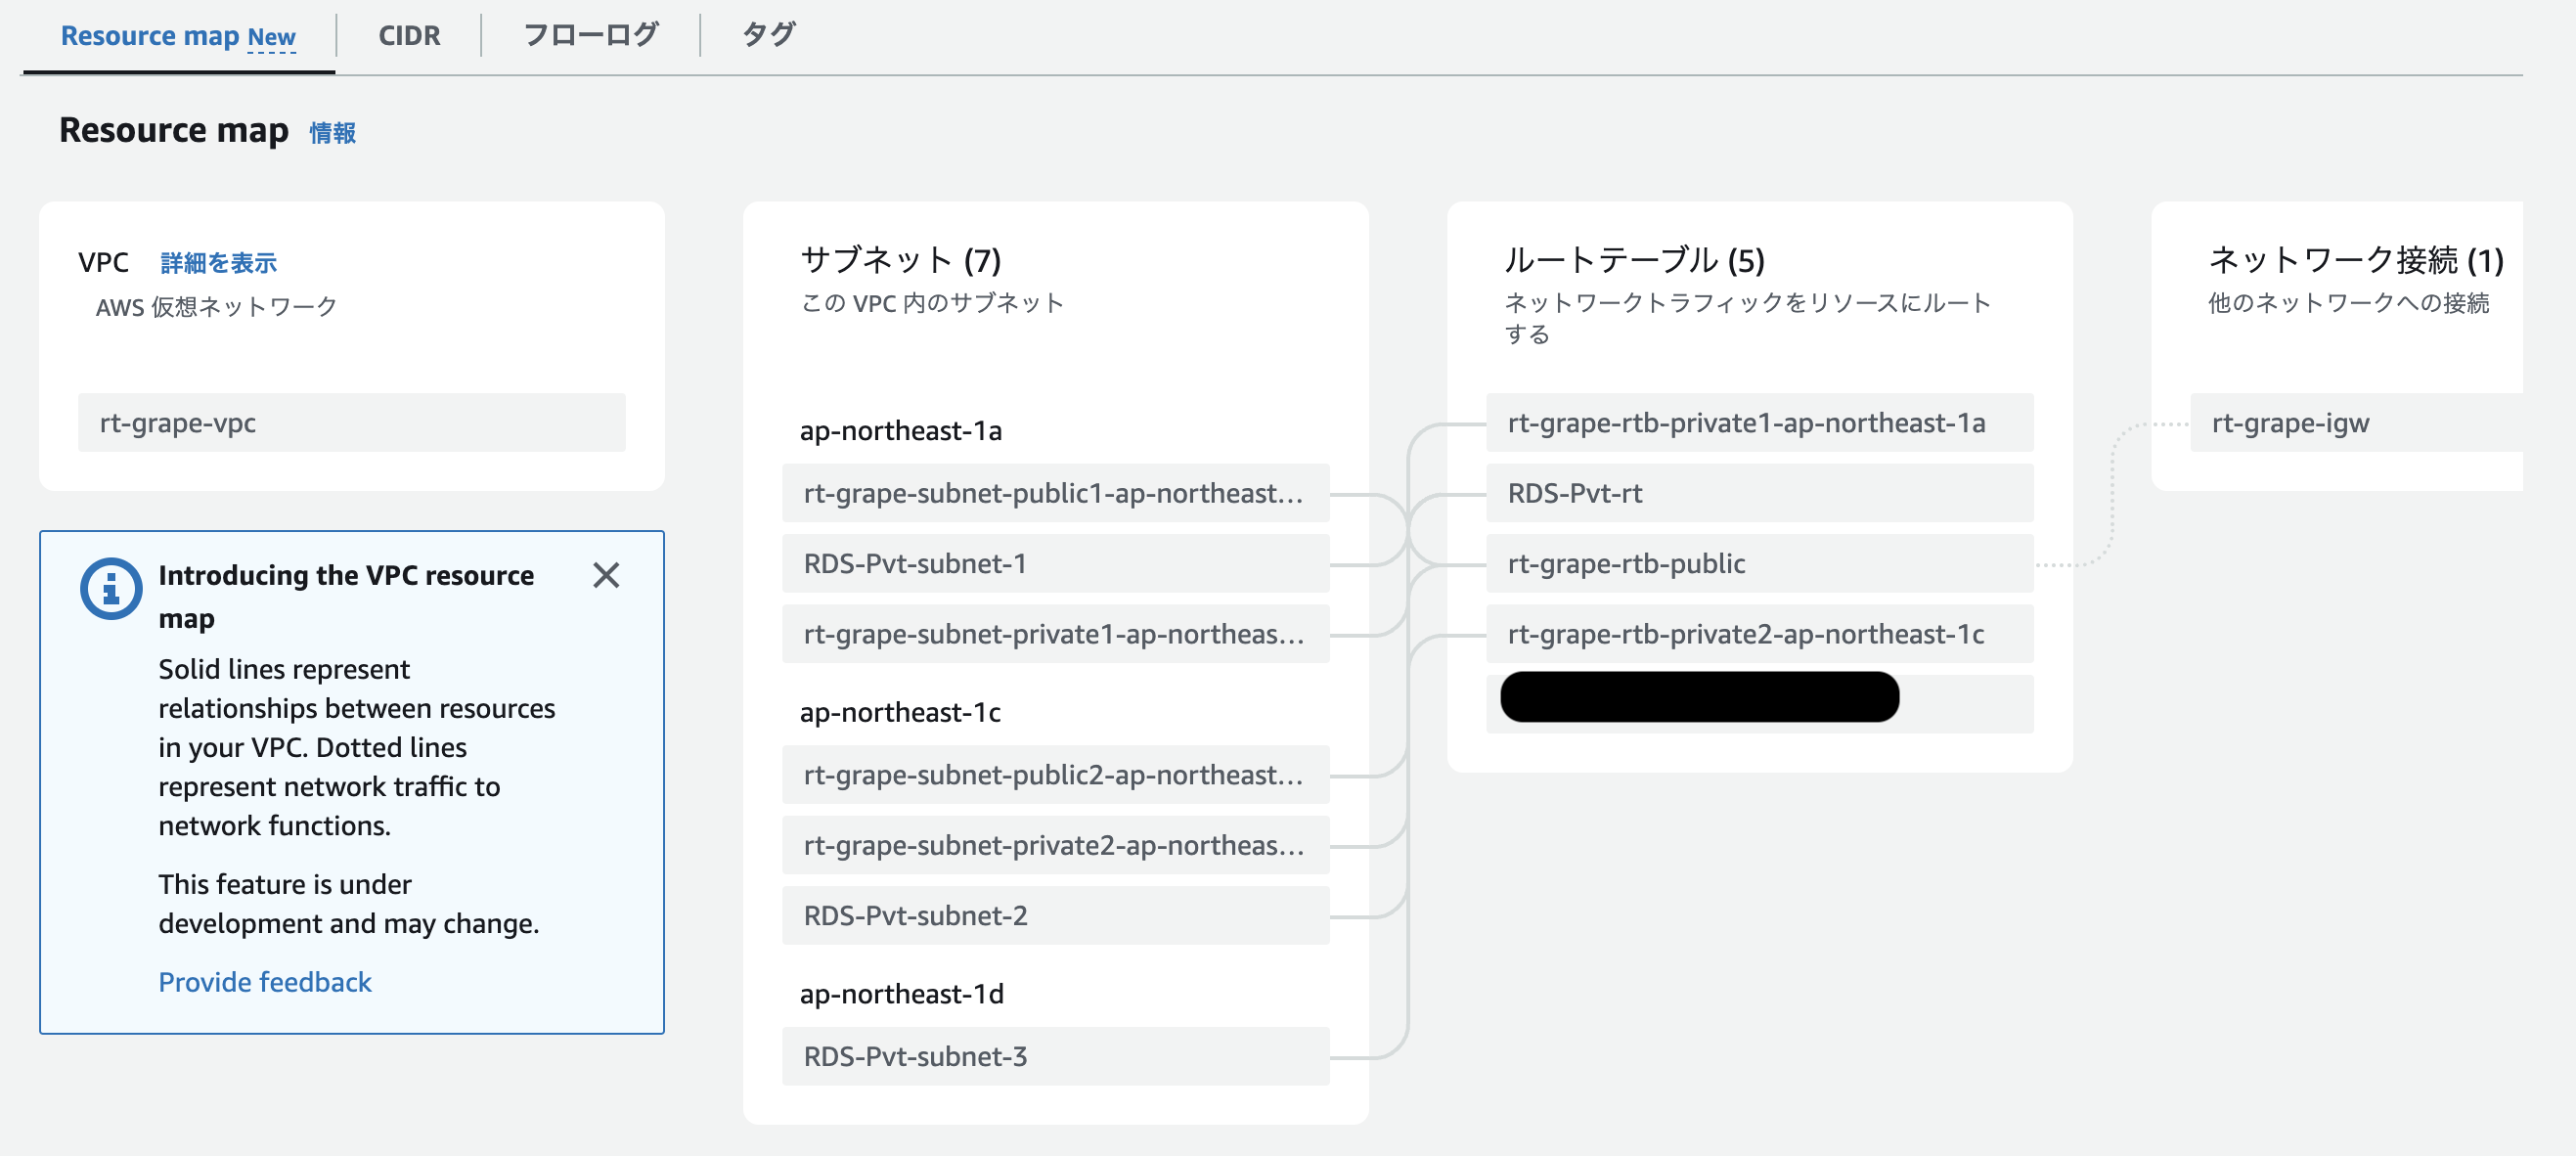 Resource map New
CIDR
フローログ
タグ
Resource map 情報
VPC 詳細を表示
AWS 仮想ネットワーク
rt-grape-vpc
Introducing the VPC resource
map
Solid lines represent
relationships between resources
in your VPC. Dotted lines
represent network traffic to
network functions.
This feature is under
development and may change.
Provide feedback
サブネット (7)
この VPC 内のサブネット
ap-northeast-1a
rt-grape-subnet-public1-ap-northeast...
RDS-Pvt-subnet-1
rt-grape-subnet-private1-ap-northeas...
ap-northeast-1c
rt-grape-subnet-public2-ap-northeast...
rt-grape-subnet-private2-ap-northeas...
RDS-Pvt-subnet-2
ap-northeast-1d
RDS-Pvt-subnet-3
ルートテーブル (5)
ネットワークトラフィックをリソースにルート
する
rt-grape-rtb-private1-ap-northeast-1a
RDS-Pvt-rt
rt-grape-rtb-public
rt-grape-rtb-private2-ap-northeast-1c
ネットワーク接続 (1)
他のネットワークへの接続
rt-grape-igw